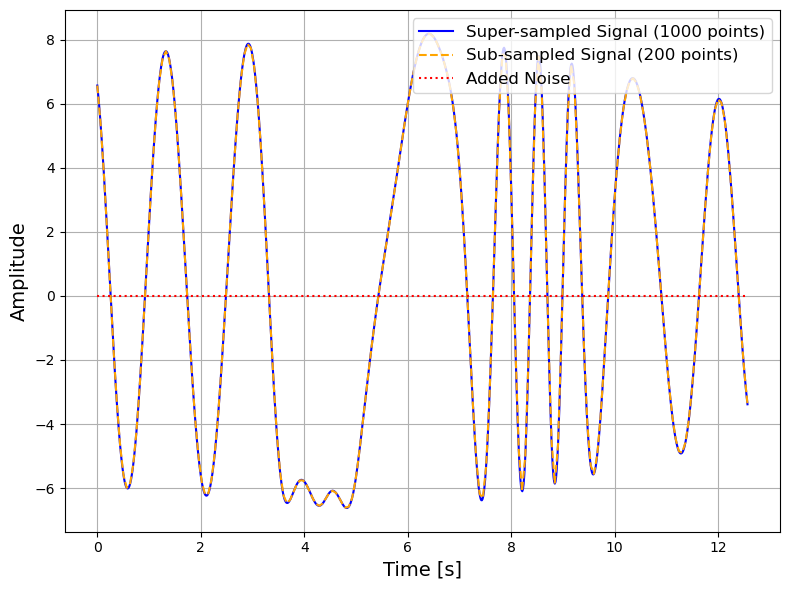 Super-sampled Signal (1000 points)
Sub-sampled Signal (200 points)
Added Noise
8
6
4
2
0
−2
−4
−6
Amplitude
0 2 4 6 8 10 12
Time [s]